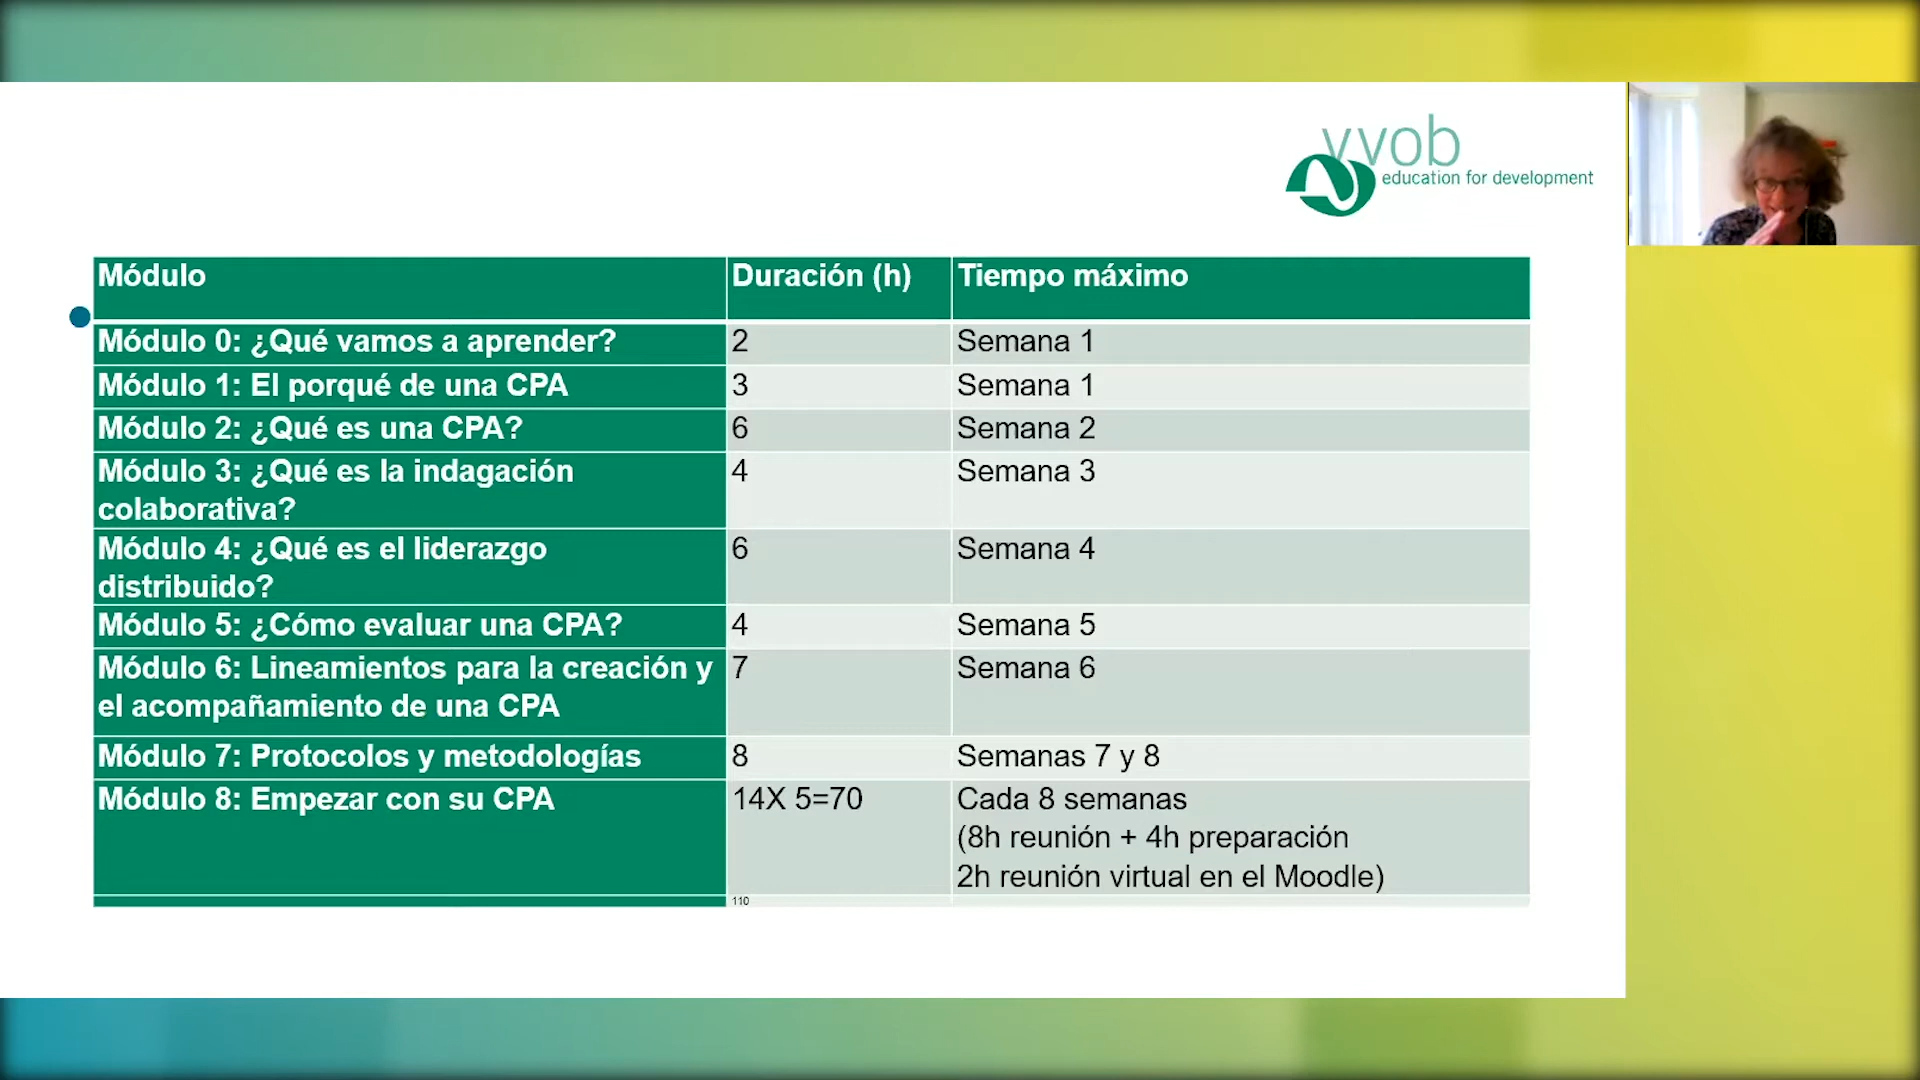 vvob
education for development
Módulo Duración (h) Tiempo máximo
Módulo 0: ¿Qué vamos a aprender? 2 Semana 1
Módulo 1: El porqué de una CPA 3 Semana 1
Módulo 2: ¿Qué es una CPA? 6 Semana 2
Módulo 3: ¿Qué es la indagación 4 Semana 3
colaborativa?
Módulo 4: ¿Qué es el liderazgo 6 Semana 4
distribuido?
Módulo 5: ¿Cómo evaluar una CPA? 4 Semana 5
Módulo 6: Lineamientos para la creación y 7 Semana 6
el acompañamiento de una CPA
Módulo 7: Protocolos y metodologías 8 Semanas 7 y 8
Módulo 8: Empezar con su CPA 14X 5=70 Cada 8 semanas
(8h reunión + 4h preparación
2h reunión virtual en el Moodle)
110